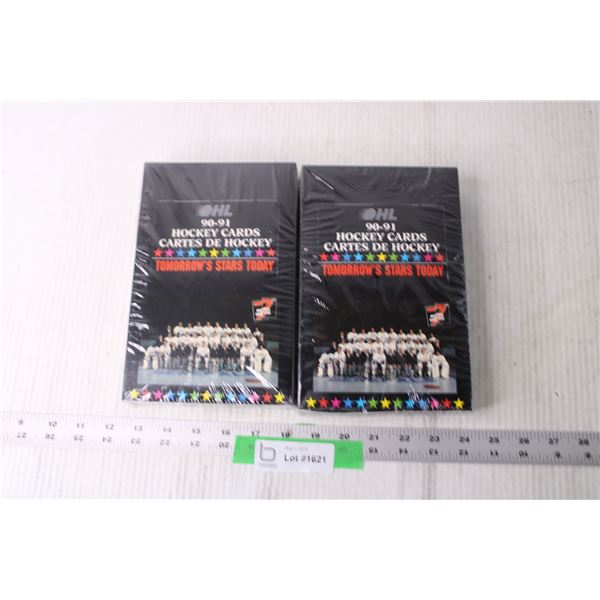 OHL
90-91
HOCKEY CARDS
CARTES DE HOCKEY
TOMORROW'S STARS TODAY
7
OHL
90-91
HOCKEY CARDS
CARTES DE HOCKEY
TOMORROW'S STARS TODAY
7
9 10 11 12 13 14 15 16 17 18 19 20 21 22 23 24 25 26 27 28
b
Lot #1621